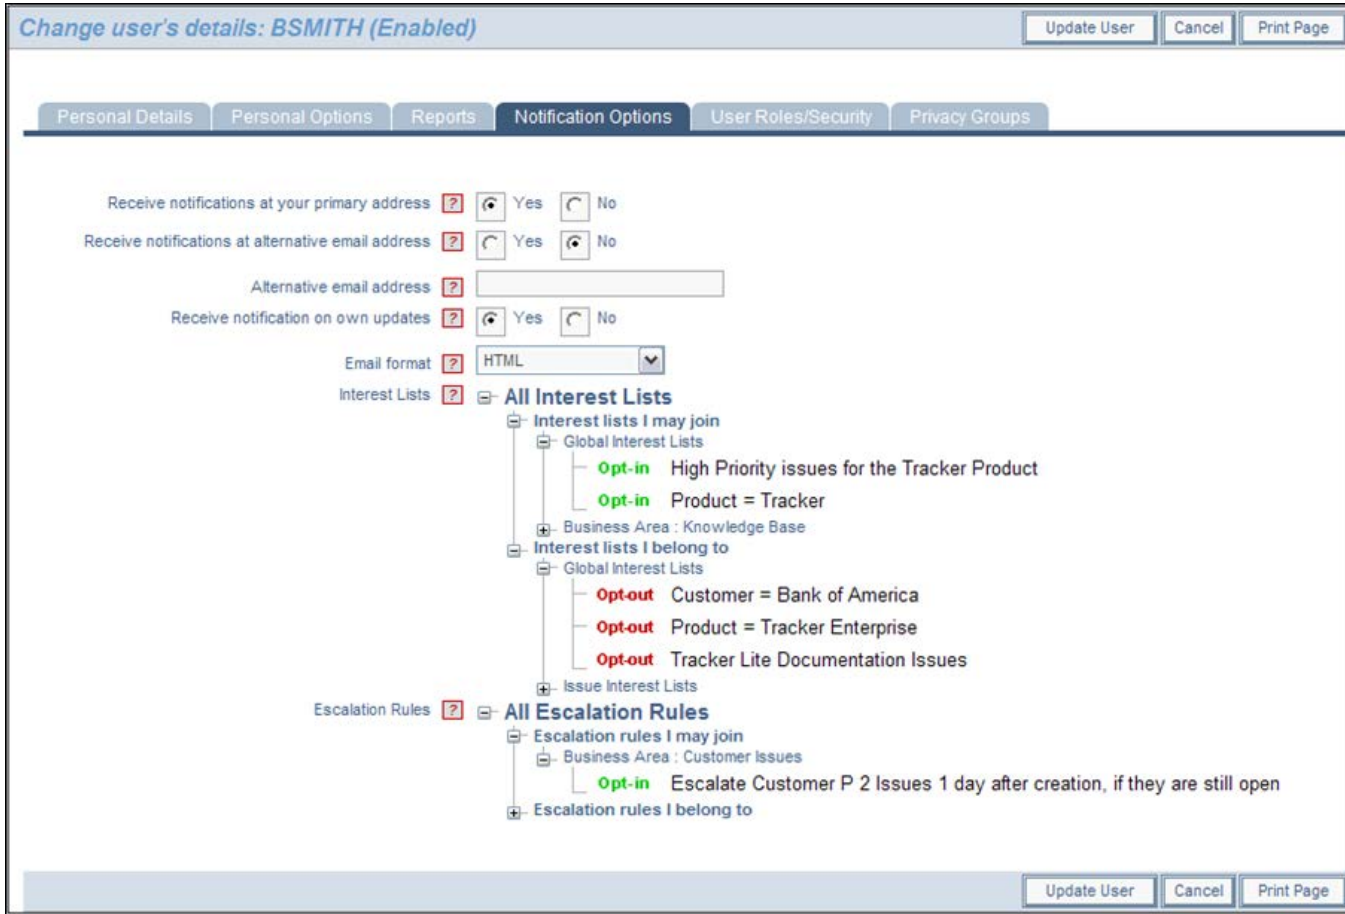 Change user's details: BSMITH (Enabled) Update User Cancel Print Page
Personal Details Personal Options Reports Notification Options User Roles/Security Privacy Groups
Receive notifications at your primary address ? Yes No
Receive notifications at alternative email address ? Yes No
Alternative email address ?
Receive notification on own updates ? Yes No
Email format ? HTML
Interest Lists ? All Interest Lists
Interest lists I may join
Global Interest Lists
Opt-in High Priority issues for the Tracker Product
Opt-in Product = Tracker
Business Area : Knowledge Base
Interest lists I belong to
Global Interest Lists
Opt-out Customer = Bank of America
Opt-out Product = Tracker Enterprise
Opt-out Tracker Lite Documentation Issues
Issue Interest Lists
Escalation Rules ? All Escalation Rules
Escalation rules I may join
Business Area : Customer Issues
Opt-in Escalate Customer P 2 Issues 1 day after creation, if they are still open
Escalation rules I belong to
Update User Cancel Print Page